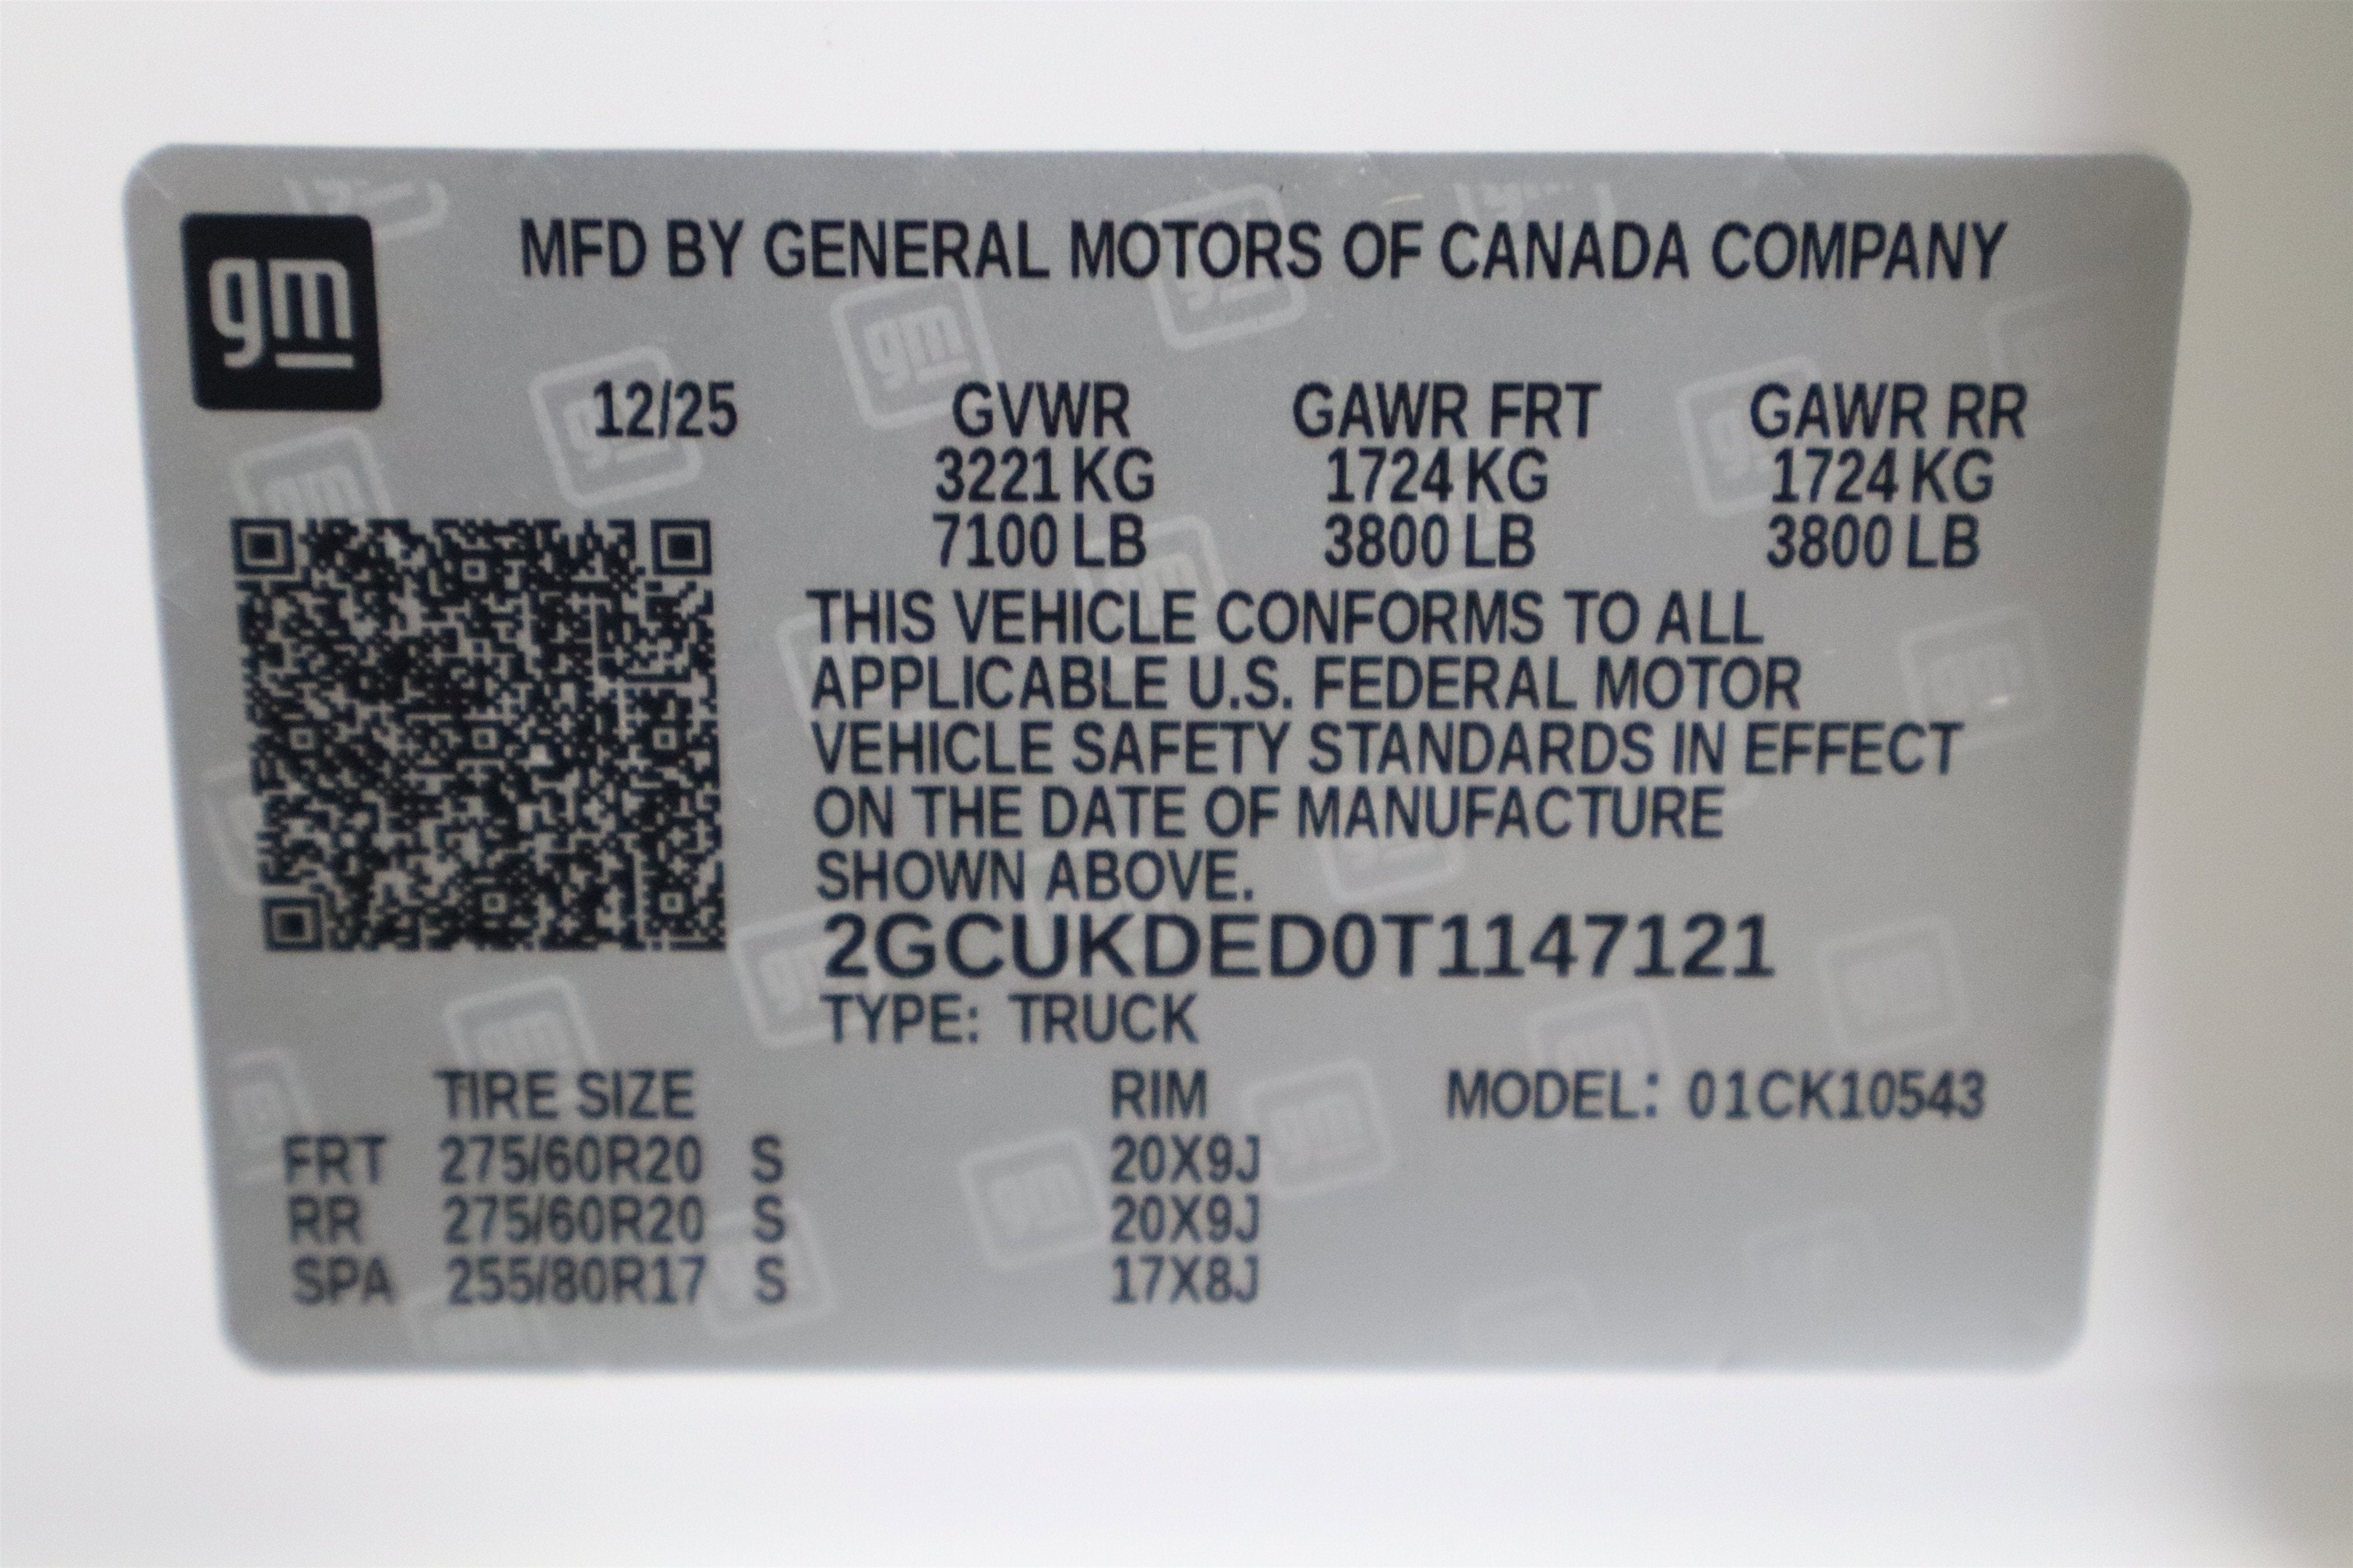 gm
MFD BY GENERAL MOTORS OF CANADA COMPANY
12/25 GVWR GAWR FRT GAWR RR
3221 KG 1724 KG 1724 KG
7100 LB 3800 LB 3800 LB
THIS VEHICLE CONFORMS TO ALL
APPLICABLE U.S. FEDERAL MOTOR
VEHICLE SAFETY STANDARDS IN EFFECT
ON THE DATE OF MANUFACTURE
SHOWN ABOVE.
2GCUKDED0T1147121
TYPE: TRUCK
TIRE SIZE RIM MODEL: 01CK10543
FRT 275/60R20 S 20X9J
RR 275/60R20 S 20X9J
SPA 255/80R17 S 17X8J